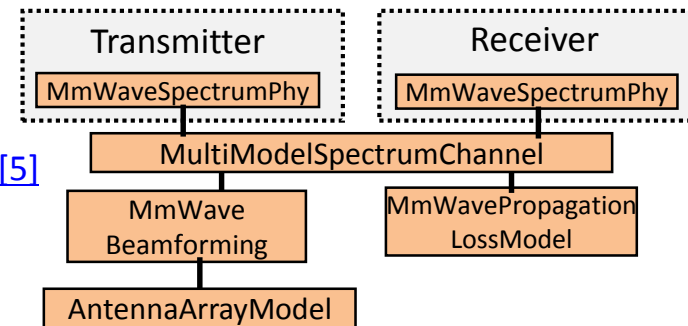 Transmitter
Receiver
MmWaveSpectrumPhy
MmWaveSpectrumPhy
MultiModelSpectrumChannel
[5]
MmWave
Beamforming
MmWavePropagation
LossModel
AntennaArrayModel